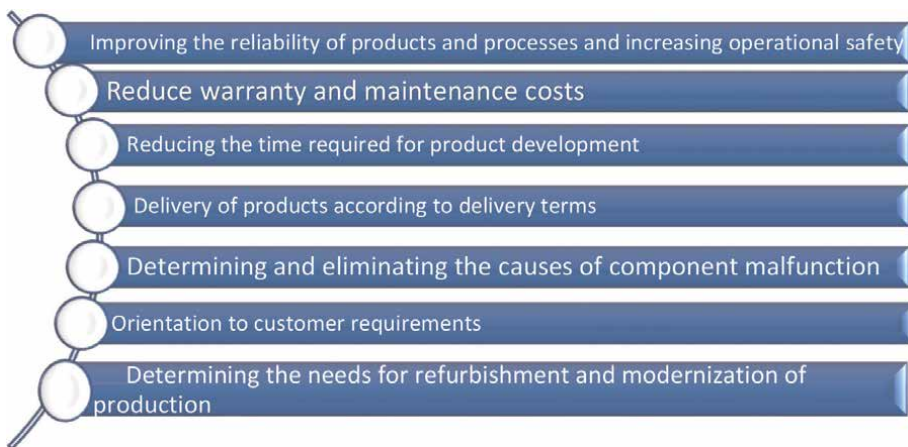 Improving the reliability of products and processes and increasing operational safety
Reduce warranty and maintenance costs
Reducing the time required for product development
Delivery of products according to delivery terms
Determining and eliminating the causes of component malfunction
Orientation to customer requirements
Determining the needs for refurbishment and modernization of
production